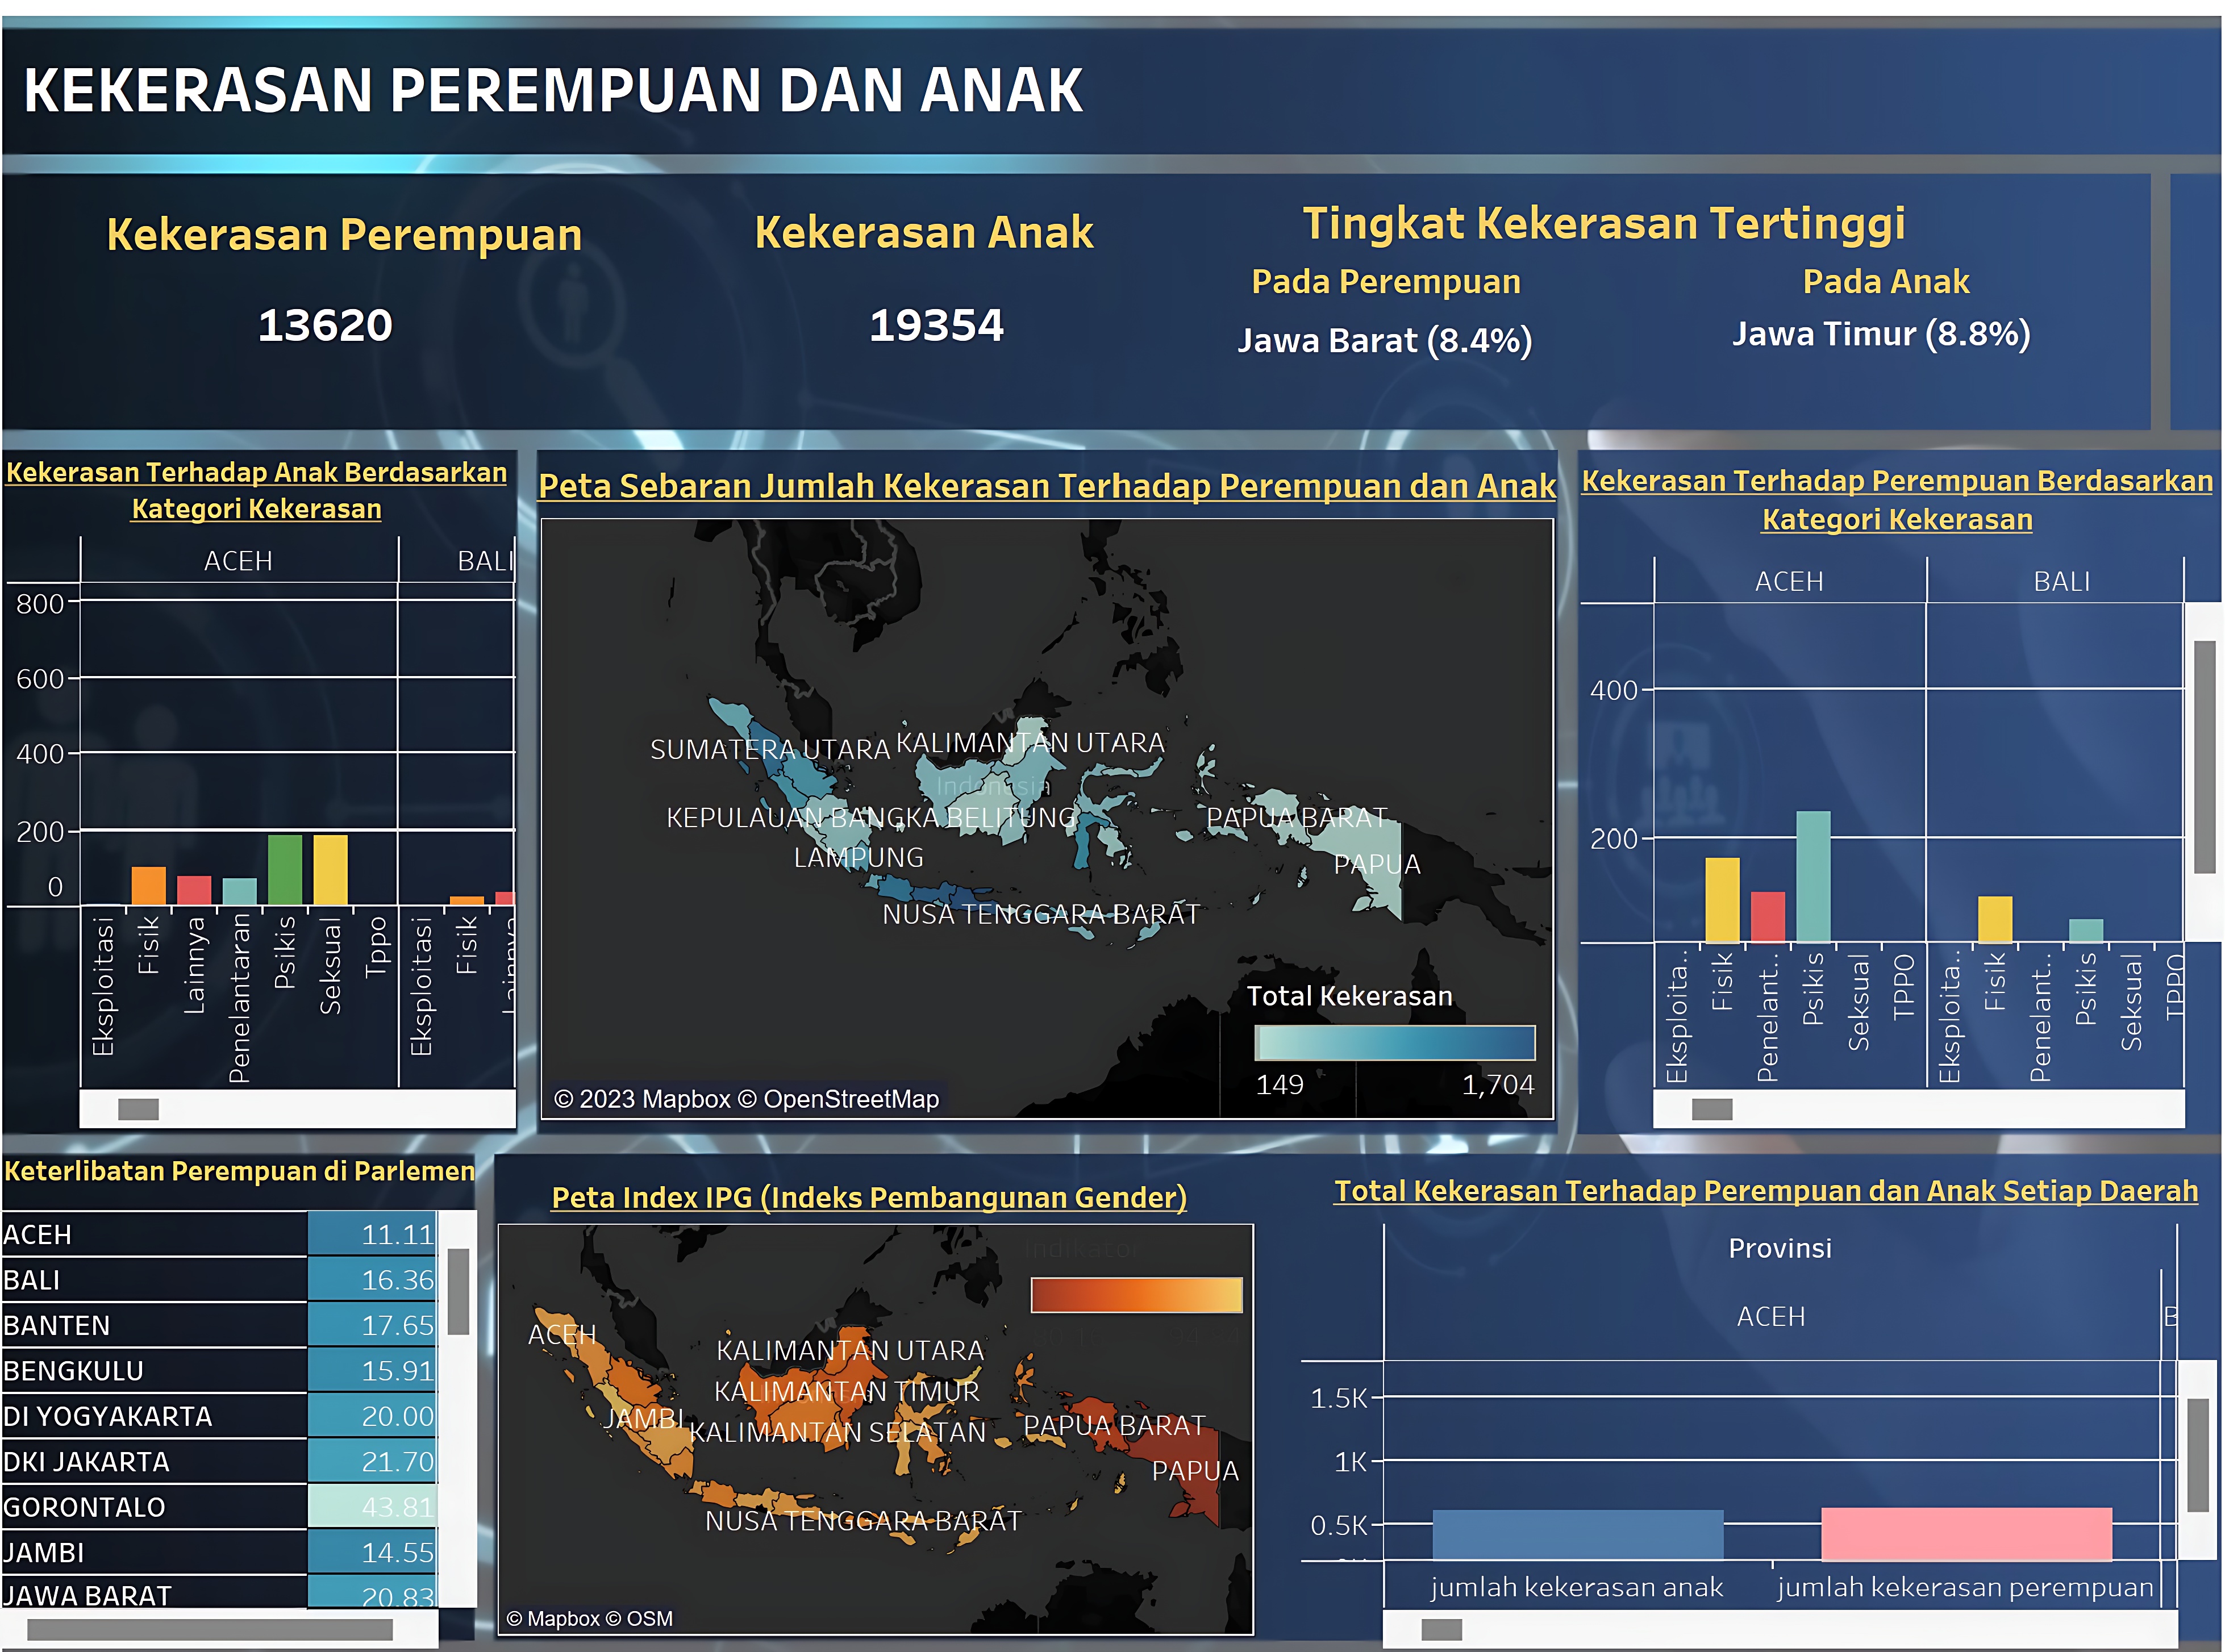 KEKERASAN PEREMPUAN DAN ANAK
Kekerasan Perempuan
13620
Kekerasan Anak
19354
Tingkat Kekerasan Tertinggi
Pada Perempuan
Jawa Barat (8.4%)
Pada Anak
Jawa Timur (8.8%)
Kekerasan Terhadap Anak Berdasarkan
Kategori Kekerasan
ACEH
BALI
800
600
400
200
0
Eksploitasi
Fisik
Lainnya
Penelantaran
Psikis
Seksual
Tppo
Eksploitasi
Fisik
Lainnya
Peta Sebaran Jumlah Kekerasan Terhadap Perempuan dan Anak
SUMATERA UTARA
KALIMANTAN UTARA
Indonesia
KEPULAUAN BANGKA BELITUNG
PAPUA BARAT
LAMPUNG
PAPUA
NUSA TENGGARA BARAT
Total Kekerasan
149
1,704
© 2023 Mapbox © OpenStreetMap
Kekerasan Terhadap Perempuan Berdasarkan
Kategori Kekerasan
ACEH
BALI
400
200
Eksploita..
Fisik
Penelant..
Psikis
Seksual
TPPO
Eksploita..
Fisik
Penelant..
Psikis
Seksual
TPPO
Keterlibatan Perempuan di Parlemen
ACEH 11.11
BALI 16.36
BANTEN 17.65
BENGKULU 15.91
DI YOGYAKARTA 20.00
DKI JAKARTA 21.70
GORONTALO 43.81
JAMBI 14.55
JAWA BARAT 20.83
Peta Index IPG (Indeks Pembangunan Gender)
Indikator
ACEH
KALIMANTAN UTARA
KALIMANTAN TIMUR
JAMBI
KALIMANTAN SELATAN
PAPUA BARAT
PAPUA
NUSA TENGGARA BARAT
© Mapbox © OSM
Total Kekerasan Terhadap Perempuan dan Anak Setiap Daerah
Provinsi
ACEH
B
1.5K
1K
0.5K
jumlah kekerasan anak
jumlah kekerasan perempuan